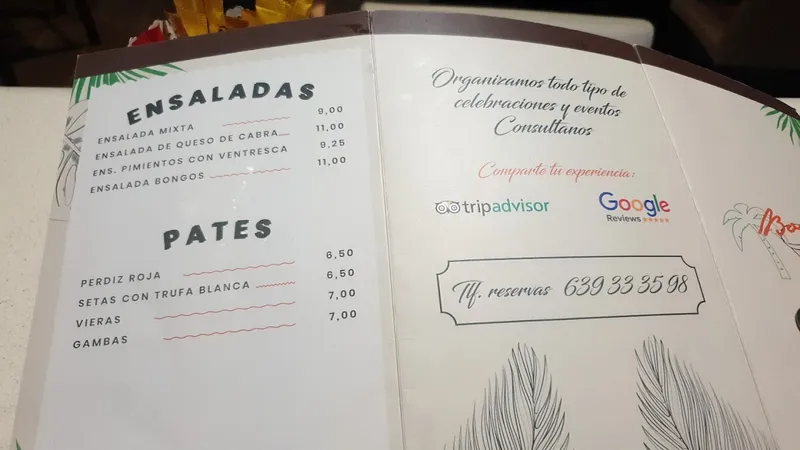 ENSALADAS
ENSALADA MIXTA 9,00
ENSALADA DE QUESO DE CABRA 11,00
ENS. PIMIENTOS CON VENTRESCA 9,25
ENSALADA BONGOS 11,00
PATES
PERDIZ ROJA 6,50
SETAS CON TRUFA BLANCA 6,50
VIERAS 7,00
GAMBAS 7,00
Organizamos todo tipo de
celebraciones y eventos
Consultanos
Comparte tu experiencia:
tripadvisor
Google
Reviews
Tlf. reservas 639 33 35 98